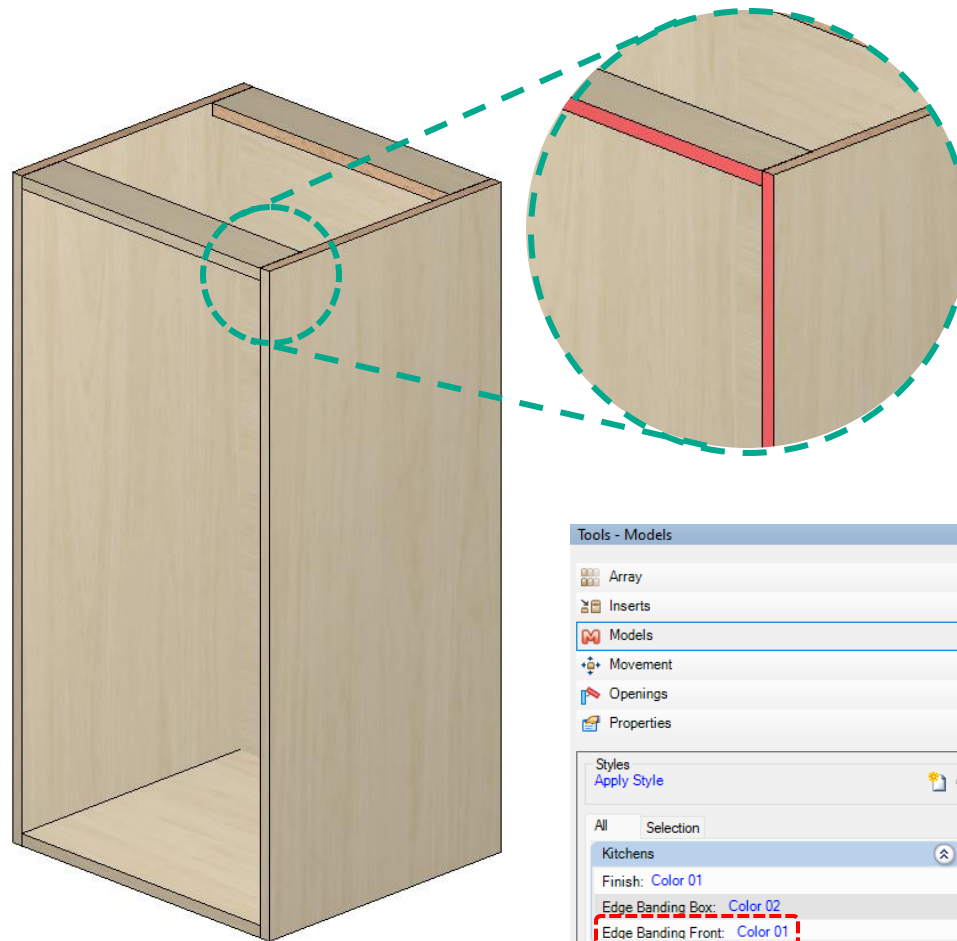 Tools - Models
Array
Inserts
Models
Movement
Openings
Properties
Styles
Apply Style
All Selection
Kitchens
Finish: Color 01
Edge Banding Box: Color 02
Edge Banding Front: Color 01